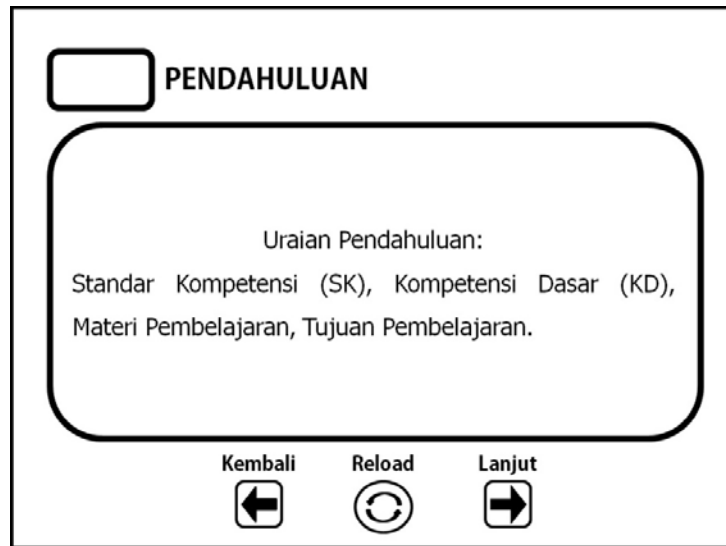 PENDAHULUAN
Uraian Pendahuluan:
Standar Kompetensi (SK), Kompetensi Dasar (KD),
Materi Pembelajaran, Tujuan Pembelajaran.
Kembali Reload Lanjut